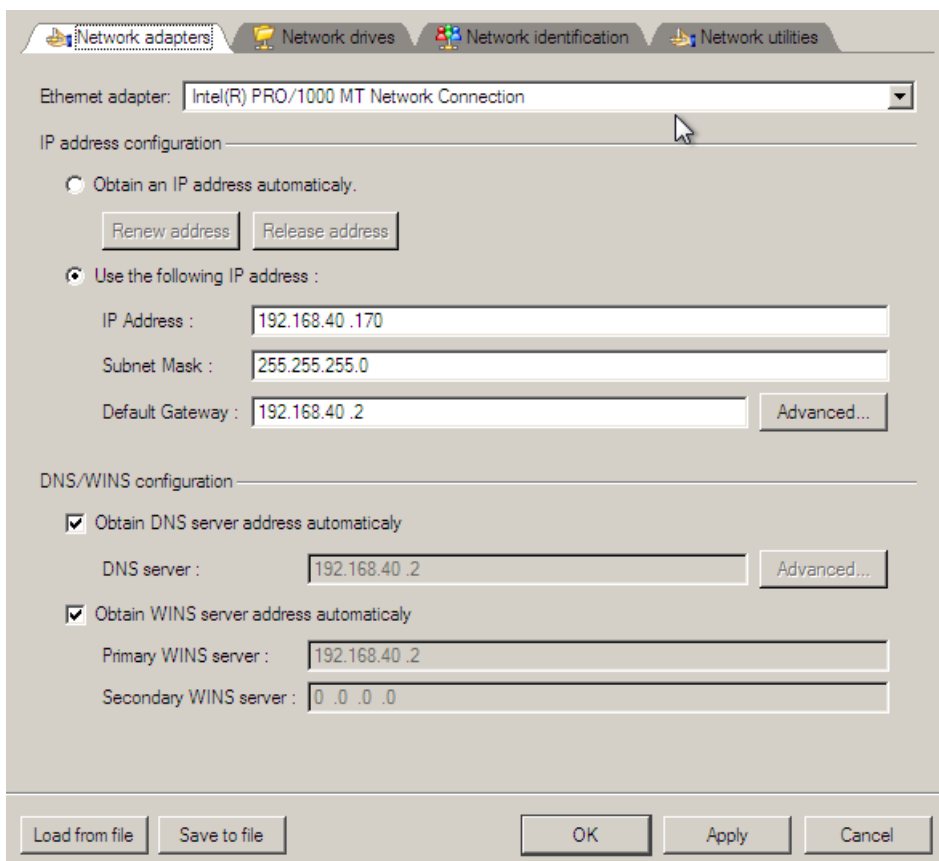 Network adapters Network drives Network identification Network utilities
Ethernet adapter: Intel(R) PRO/1000 MT Network Connection
IP address configuration
Obtain an IP address automaticaly.
Renew address Release address
Use the following IP address :
IP Address : 192.168.40 .170
Subnet Mask : 255.255.255.0
Default Gateway : 192.168.40 .2 Advanced...
DNS/WINS configuration
Obtain DNS server address automaticaly
DNS server : 192.168.40 .2 Advanced...
Obtain WINS server address automaticaly
Primary WINS server : 192.168.40 .2
Secondary WINS server : 0 .0 .0 .0
Load from file Save to file OK Apply Cancel